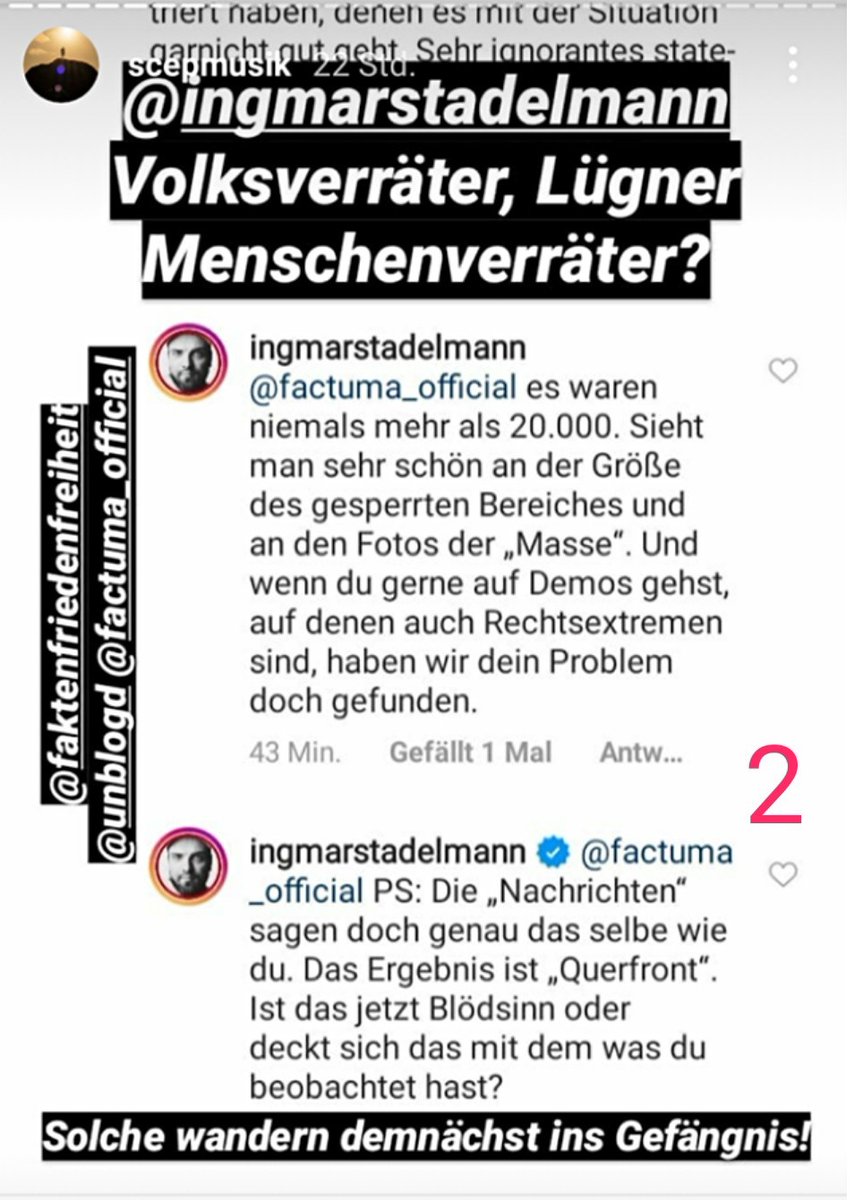 triert haben, denen es mit der Situation
garnicht gut geht. Sehr ignorantes state-
scepmusik 22 Std.
@ingmarstadelmann
Volksverräter, Lügner
Menschenverräter?
@faktenfriedenfreiheit
@unblogd @factuma_official
ingmarstadelmann
@factuma_official es waren
niemals mehr als 20.000. Sieht
man sehr schön an der Größe
des gesperrten Bereiches und
an den Fotos der „Masse“. Und
wenn du gerne auf Demos gehst,
auf denen auch Rechtsextremen
sind, haben wir dein Problem
doch gefunden.
43 Min. Gefällt 1 Mal Antw...
2
ingmarstadelmann @factuma
_official PS: Die „Nachrichten“
sagen doch genau das selbe wie
du. Das Ergebnis ist „Querfront“.
Ist das jetzt Blödsinn oder
deckt sich das mit dem was du
beobachtet hast?
Solche wandern demnächst ins Gefängnis!